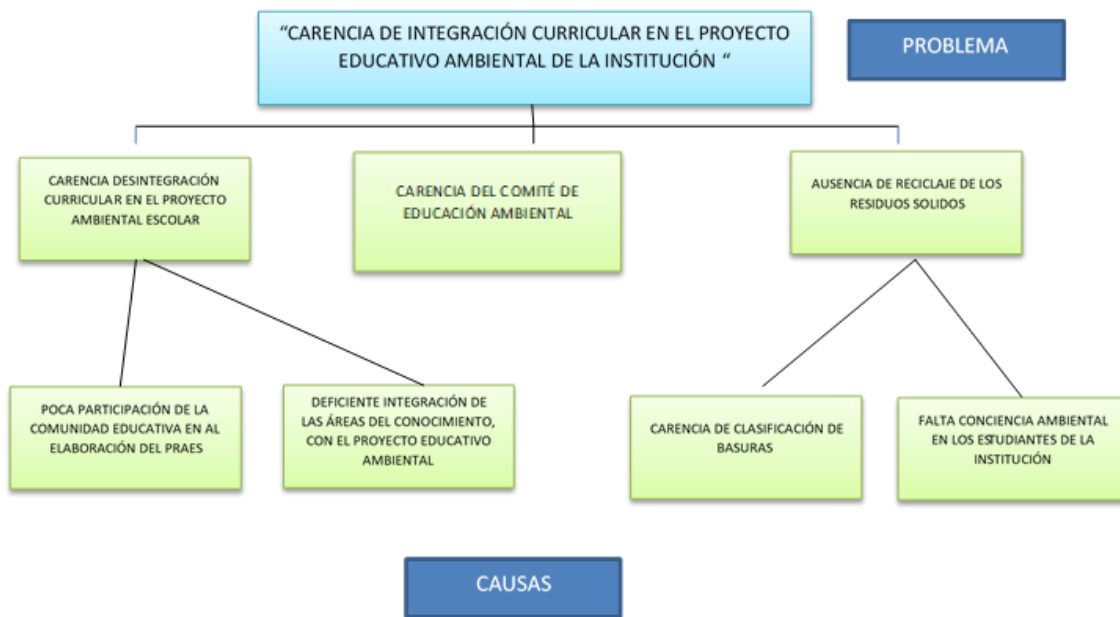 “CARENCIA DE INTEGRACIÓN CURRICULAR EN EL PROYECTO
EDUCATIVO AMBIENTAL DE LA INSTITUCIÓN “
PROBLEMA
CARENCIA DESINTEGRACIÓN
CURRICULAR EN EL PROYECTO
AMBIENTAL ESCOLAR
CARENCIA DEL COMITÉ DE
EDUCACIÓN AMBIENTAL
AUSENCIA DE RECICLAJE DE LOS
RESIDUOS SOLIDOS
POCA PARTICIPACIÓN DE LA
COMUNIDAD EDUCATIVA EN AL
ELABORACIÓN DEL PRAES
DEFICIENTE INTEGRACIÓN DE
LAS ÁREAS DEL CONOCIMIENTO,
CON EL PROYECTO EDUCATIVO
AMBIENTAL
CARENCIA DE CLASIFICACIÓN DE
BASURAS
FALTA CONCIENCIA AMBIENTAL
EN LOS ESTUDIANTES DE LA
INSTITUCIÓN
CAUSAS